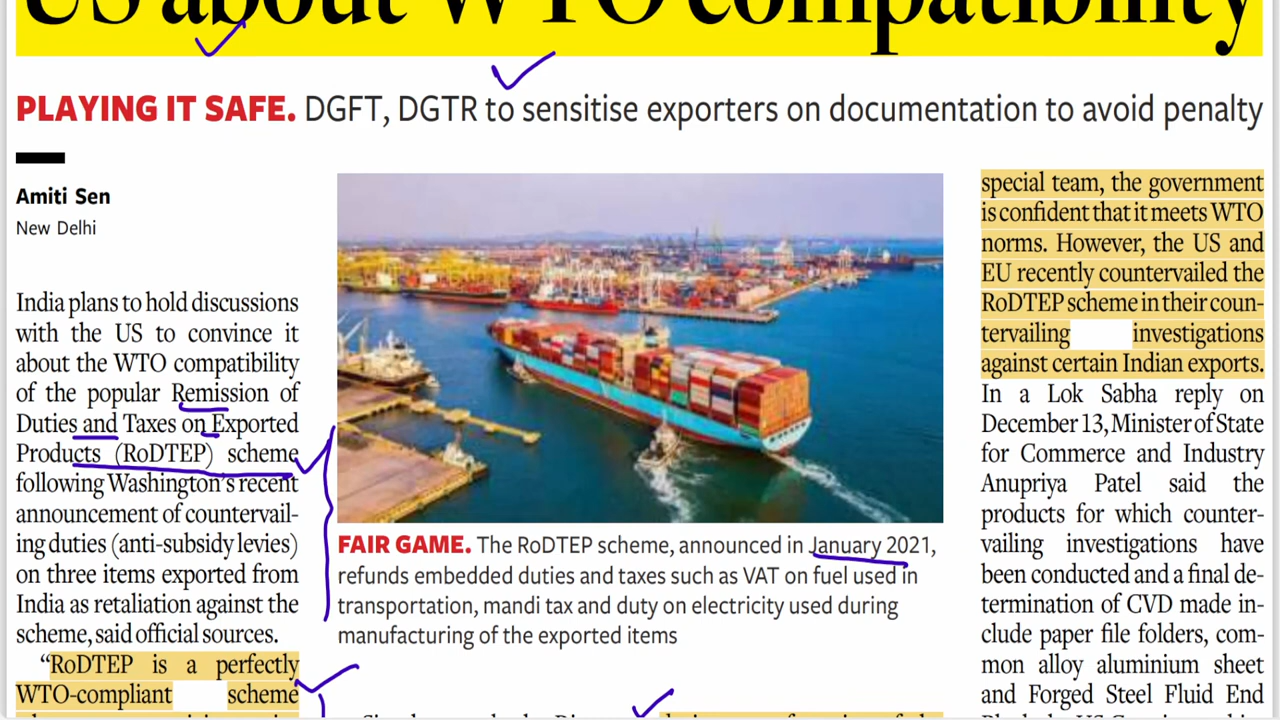 US about WTO compatibility
PLAYING IT SAFE. DGFT, DGTR to sensitise exporters on documentation to avoid penalty
Amiti Sen
New Delhi
India plans to hold discussions
with the US to convince it
about the WTO compatibility
of the popular Remission of
Duties and Taxes on Exported
Products (RoDTEP) scheme
following Washington's recent
announcement of countervail-
ing duties (anti-subsidy levies)
on three items exported from
India as retaliation against the
scheme, said official sources.
“RoDTEP is a perfectly
WTO-compliant scheme
FAIR GAME. The RoDTEP scheme, announced in January 2021,
refunds embedded duties and taxes such as VAT on fuel used in
transportation, mandi tax and duty on electricity used during
manufacturing of the exported items
special team, the government
is confident that it meets WTO
norms. However, the US and
EU recently countervailed the
RoDTEP scheme in their coun-
tervailing investigations
against certain Indian exports.
In a Lok Sabha reply on
December 13, Minister of State
for Commerce and Industry
Anupriya Patel said the
products for which counter-
vailing investigations have
been conducted and a final de-
termination of CVD made in-
clude paper file folders, com-
mon alloy aluminium sheet
and Forged Steel Fluid End